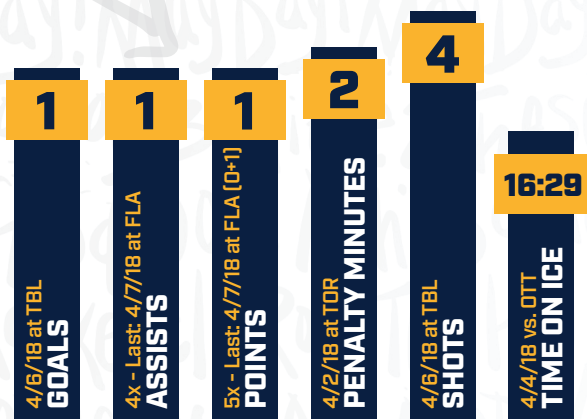 1
4/6/18 at TBL
GOALS
1
4x - Last: 4/7/18 at FLA
ASSISTS
1
5x - Last: 4/7/18 at FLA (0+1)
POINTS
2
4/2/18 at TOR
PENALTY MINUTES
4
4/6/18 at TBL
SHOTS
16:29
4/4/18 vs. OTT
TIME ON ICE